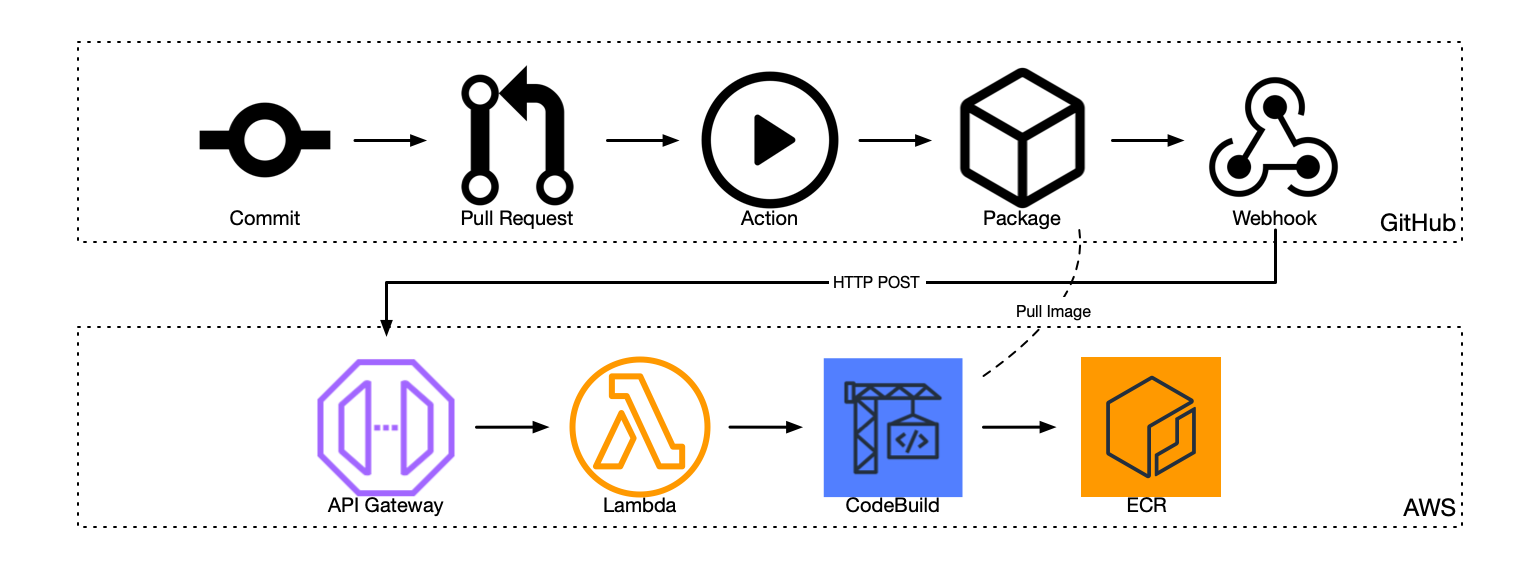 Commit
Pull Request
Action
Package
Webhook
GitHub
HTTP POST
Pull Image
</>
API Gateway
Lambda
CodeBuild
ECR
AWS